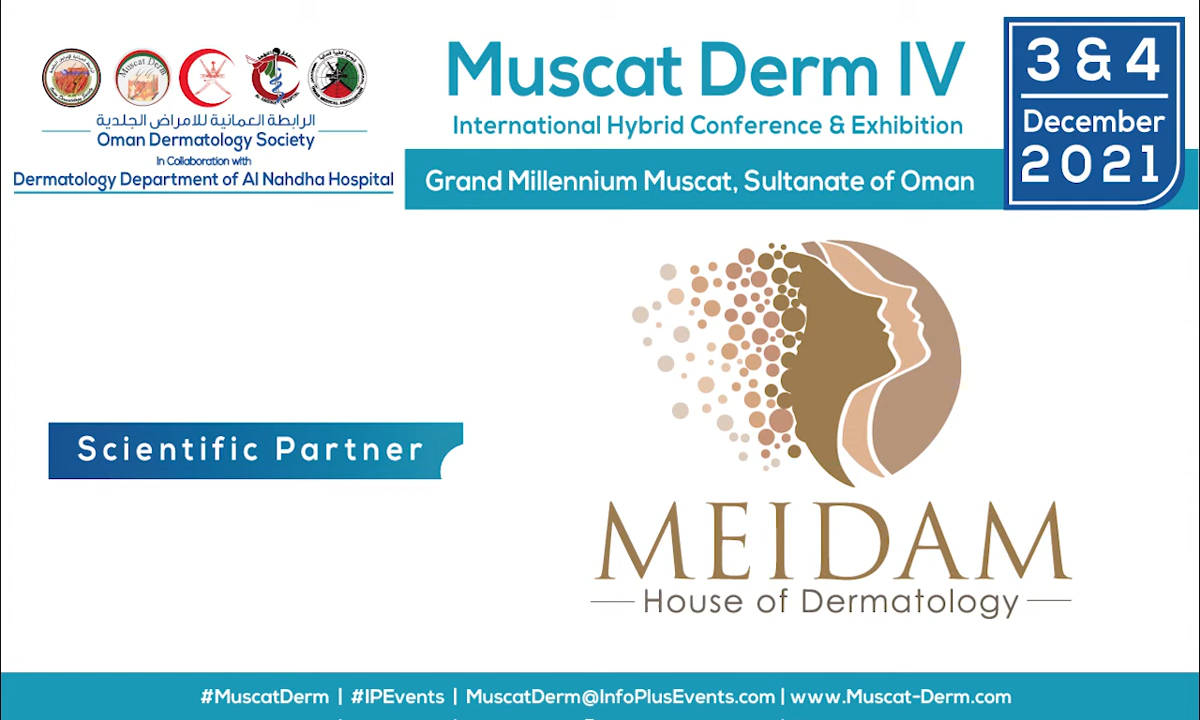 Muscat Derm
الرابطة العمانية للامراض الجلدية
Oman Dermatology Society
In Collaboration with
Dermatology Department of Al Nahdha Hospital
Muscat Derm IV
International Hybrid Conference & Exhibition
Grand Millennium Muscat, Sultanate of Oman
3 & 4
December
2021
Scientific Partner
MEIDAM
House of Dermatology
#MuscatDerm | #IPEvents | MuscatDerm@InfoPlusEvents.com | www.Muscat-Derm.com